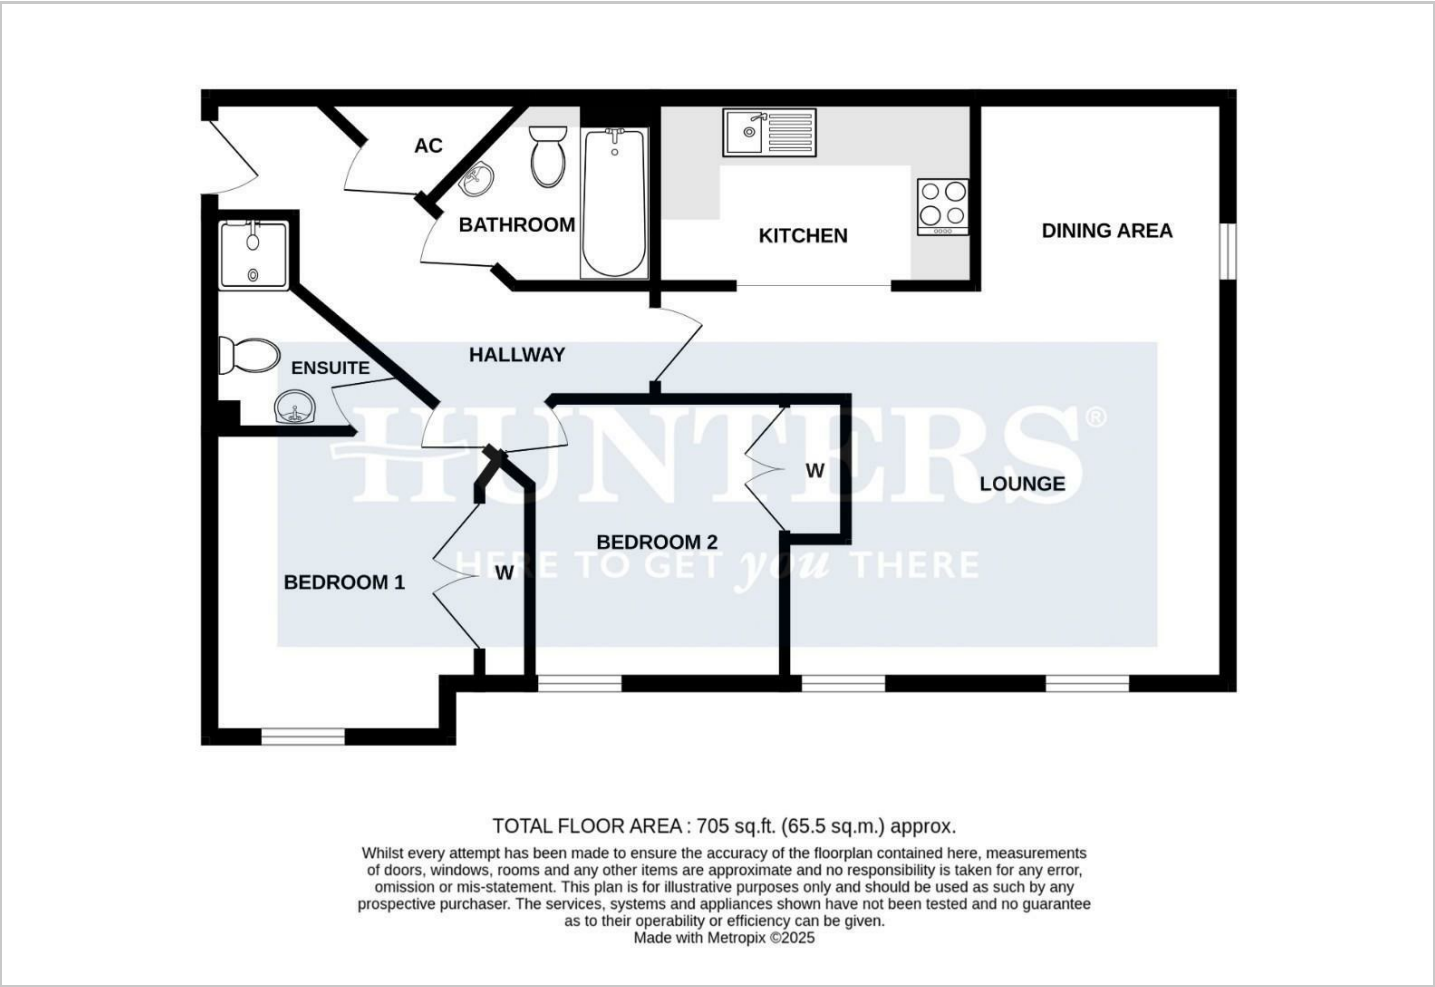 AC
BATHROOM
KITCHEN
DINING AREA
HALLWAY
ENSUITE
HUNTERS®
W
LOUNGE
BEDROOM 2
HERE TO GET you THERE
BEDROOM 1
W
TOTAL FLOOR AREA : 705 sq.ft. (65.5 sq.m.) approx.
Whilst every attempt has been made to ensure the accuracy of the floorplan contained here, measurements
of doors, windows, rooms and any other items are approximate and no responsibility is taken for any error,
omission or mis-statement. This plan is for illustrative purposes only and should be used as such by any
prospective purchaser. The services, systems and appliances shown have not been tested and no guarantee
as to their operability or efficiency can be given.
Made with Metropix ©2025